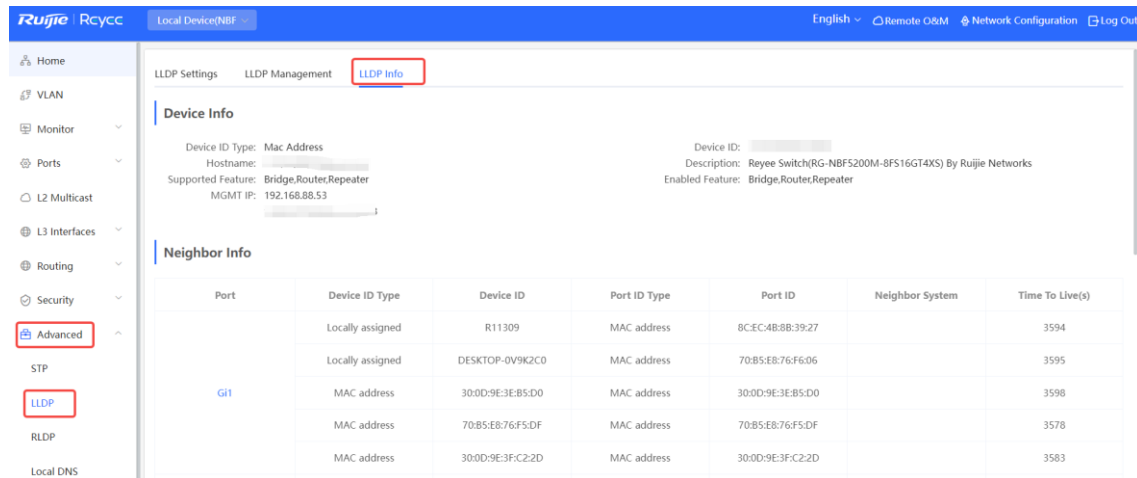 Ruijie | Rcycc Local Device(NBF English Remote O&M Network Configuration Log Out
Home
VLAN
Monitor
Ports
L2 Multicast
L3 Interfaces
Routing
Security
Advanced
STP
LLDP
RLDP
Local DNS
LLDP Settings LLDP Management LLDP Info
Device Info
Device ID Type: Mac Address Device ID:
Hostname: Description: Reyee Switch(RG-NBF5200M-8FS16GT4XS) By Ruijie Networks
Supported Feature: Bridge,Router,Repeater Enabled Feature: Bridge,Router,Repeater
MGMT IP: 192.168.88.53
Neighbor Info
Port Device ID Type Device ID Port ID Type Port ID Neighbor System Time To Live(s)
Locally assigned R11309 MAC address 8C:EC:4B:8B:39:27 3594
Locally assigned DESKTOP-0V9K2C0 MAC address 70:B5:E8:76:F6:06 3595
Gi1 MAC address 30:0D:9E:3E:B5:D0 MAC address 30:0D:9E:3E:B5:D0 3598
MAC address 70:B5:E8:76:F5:DF MAC address 70:B5:E8:76:F5:DF 3578
MAC address 30:0D:9E:3F:C2:2D MAC address 30:0D:9E:3F:C2:2D 3583